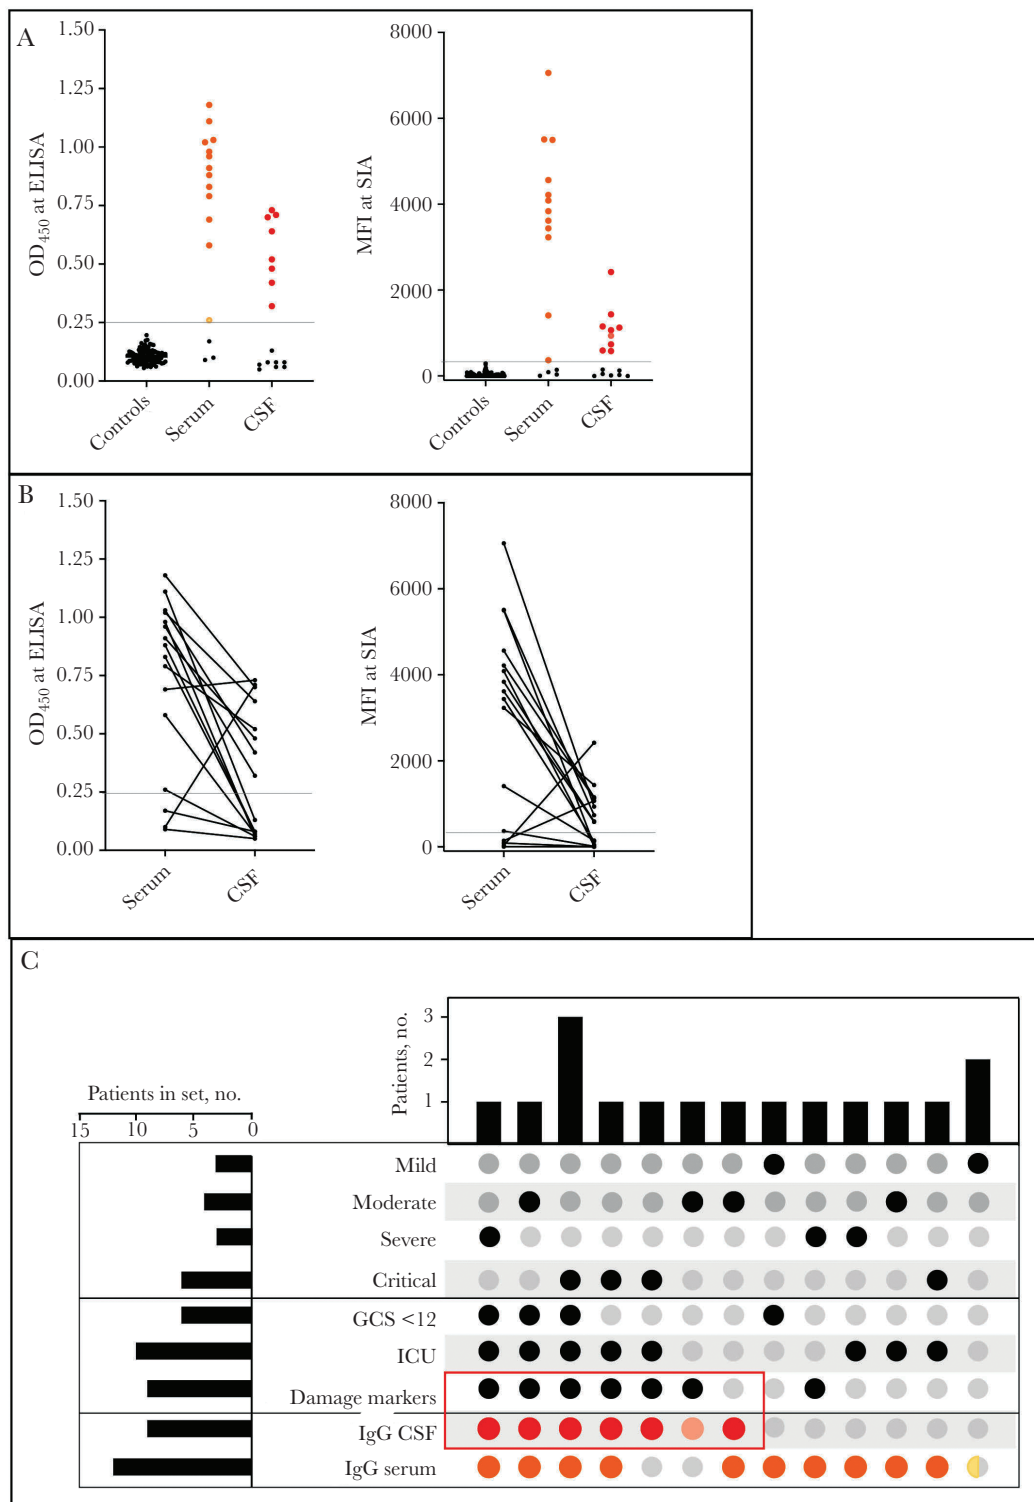 A
OD450 at ELISA
1.50
1.25
1.00
0.75
0.50
0.25
0.00
Controls
Serum
CSF
MFI at SIA
8000
6000
4000
2000
0
Controls
Serum
CSF
B
OD450 at ELISA
1.50
1.25
1.00
0.75
0.50
0.25
0.00
Serum
CSF
MFI at SIA
8000
6000
4000
2000
0
Serum
CSF
C
Patients, no.
3
2
1
Patients in set, no.
15 10 5 0
Mild
Moderate
Severe
Critical
GCS <12
ICU
Damage markers
IgG CSF
IgG serum